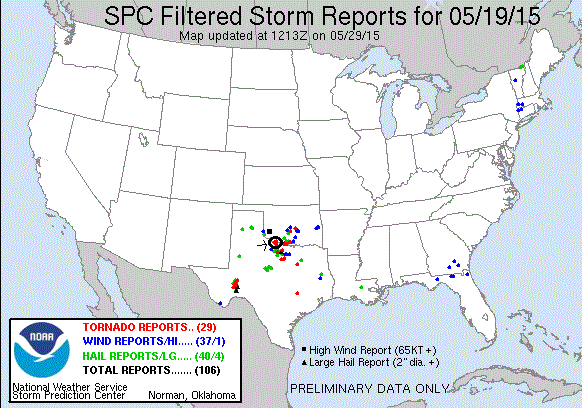 SPC Filtered Storm Reports for 05/19/15
Map updated at 1213Z on 05/29/15
TORNADO REPORTS.. (29)
WIND REPORTS/HI..... (37/1)
HAIL REPORTS/LG..... (40/4)
TOTAL REPORTS....... (106)
NOAA
National Weather Service
Storm Prediction Center Norman, Oklahoma
High Wind Report (65KT +)
Large Hail Report (2" dia. +)
PRELIMINARY DATA ONLY